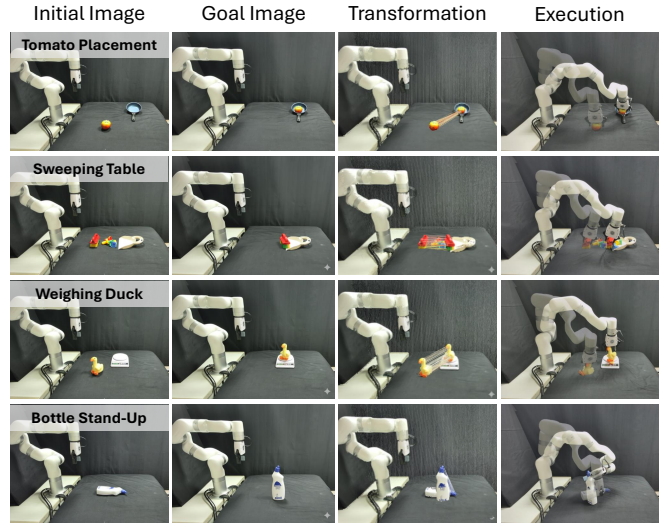 Initial Image
Goal Image
Transformation
Execution
Tomato Placement
Sweeping Table
Weighing Duck
Bottle Stand-Up